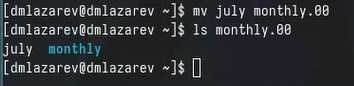 [dmlazarev@dmlazarev ~]$ mv july monthly.00
[dmlazarev@dmlazarev ~]$ ls monthly.00
july  monthly
[dmlazarev@dmlazarev ~]$